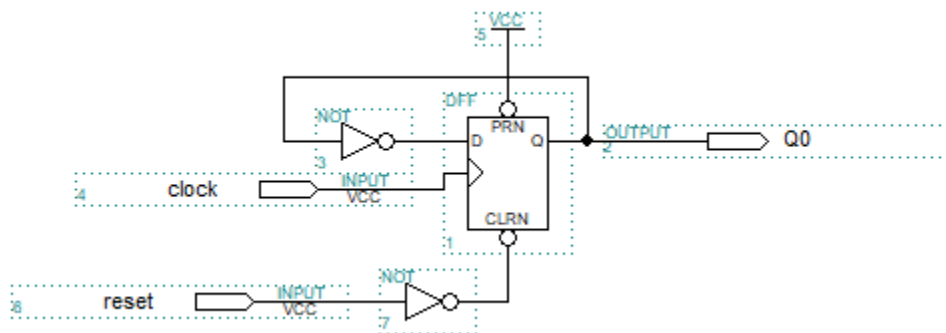 VCC
5
DFF
NOT
PRN
D
Q
OUTPUT
Q0
2
3
INPUT
clock
VCC
4
CLRN
1
NOT
INPUT
reset
VCC
6
7